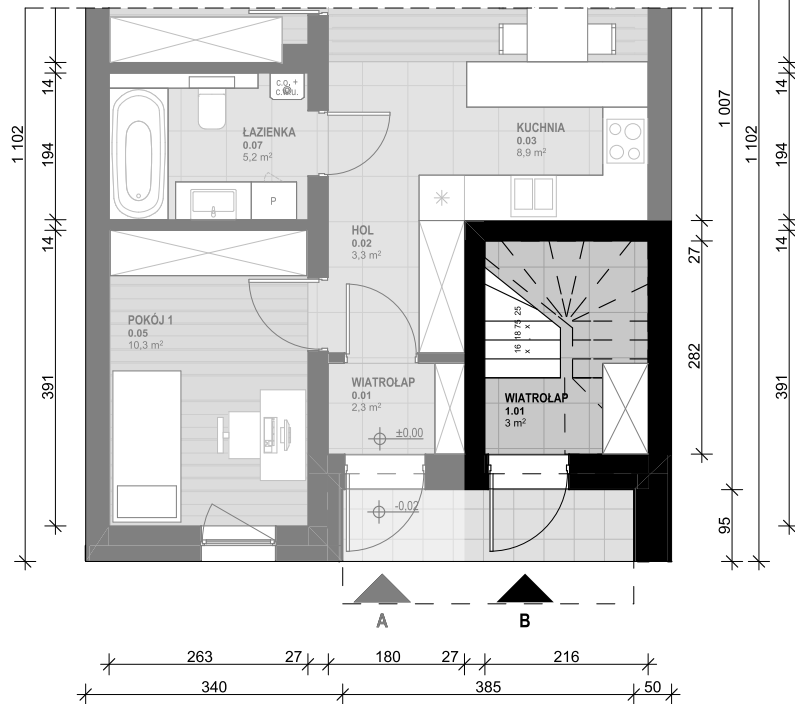 c.o. +
c.w.u.
ŁAZIENKA
0.07
5,2 m²
KUCHNIA
0.03
8,9 m²
P
HOL
0.02
3,3 m²
POKÓJ 1
0.05
10,3 m²
16 18 75 25
x x
WIATROŁAP
0.01
2,3 m²
WIATROŁAP
1.01
3 m²
±0,00
-0,02
A
B
1 102
14
194
14
391
1 007
27
282
95
1 102
14
194
14
391
263
27
180
27
216
340
385
50